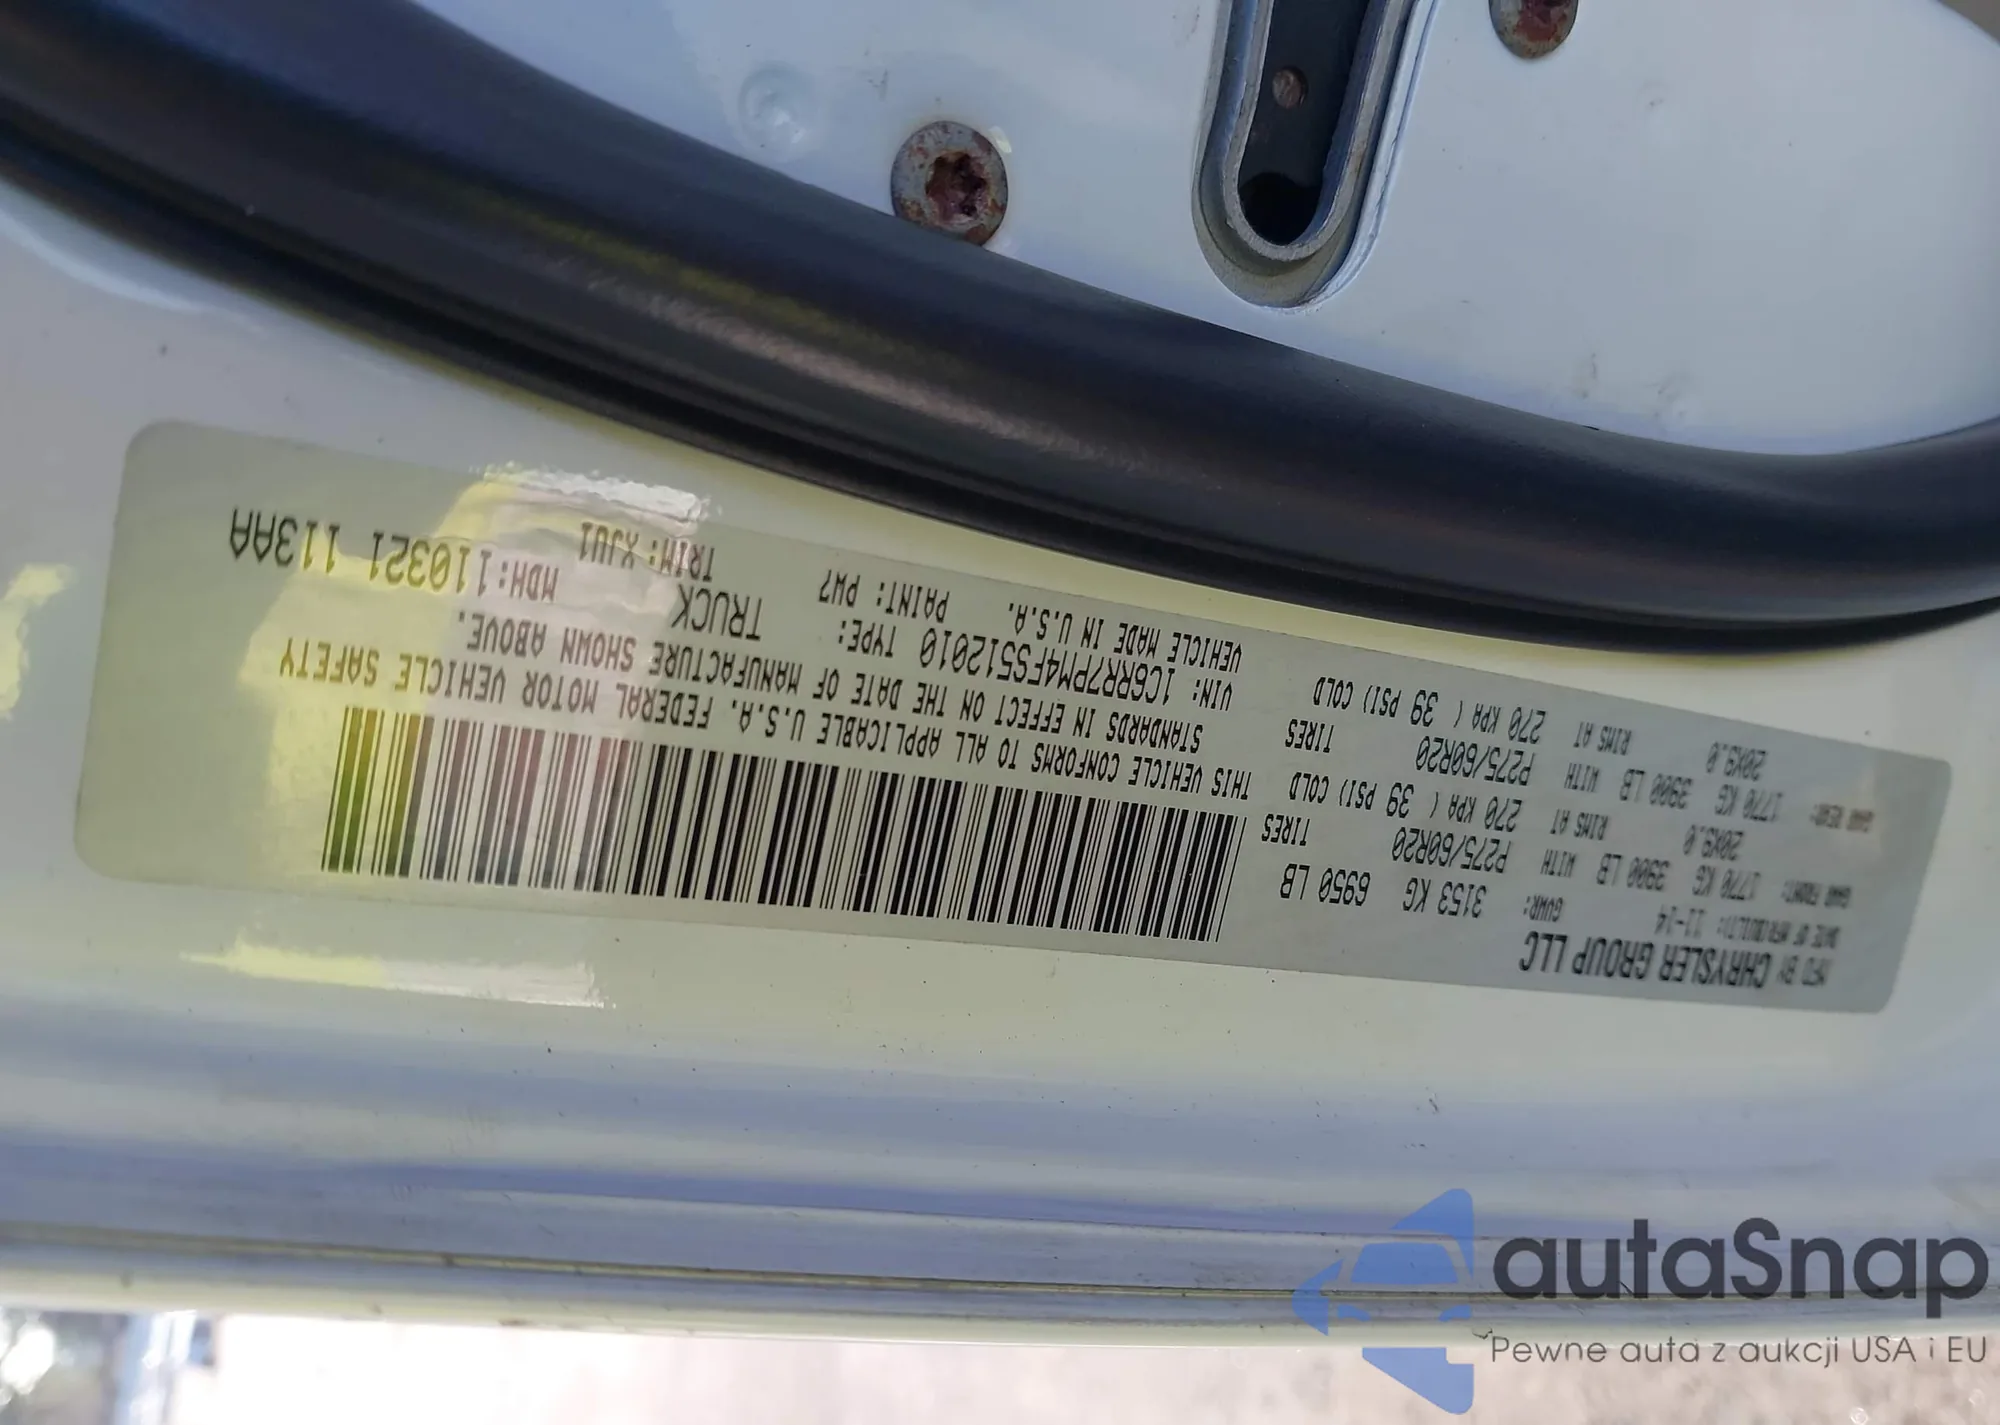 MFD BY CHRYSLER GROUP LLC
DATE OF MFR(BUILT): 11-14 GVWR: 3153 KG 6950 LB
GAWR FRONT: 1770 KG 3900 LB WITH P275/60R20 TIRES
20X9.0 RIMS AT 270 KPA ( 39 PSI) COLD
GAWR REAR: 1770 KG 3900 LB WITH P275/60R20 TIRES
20X9.0 RIMS AT 270 KPA ( 39 PSI) COLD
THIS VEHICLE CONFORMS TO ALL APPLICABLE U.S.A. FEDERAL MOTOR VEHICLE SAFETY
STANDARDS IN EFFECT ON THE DATE OF MANUFACTURE SHOWN ABOVE.
VIN: 1C6RR7PM4FS512010 TYPE: TRUCK MDH:110321 113AA
VEHICLE MADE IN U.S.A. PAINT: PW7 TRIM: XJU1
autaSnap
Pewne auta z aukcji USA i EU